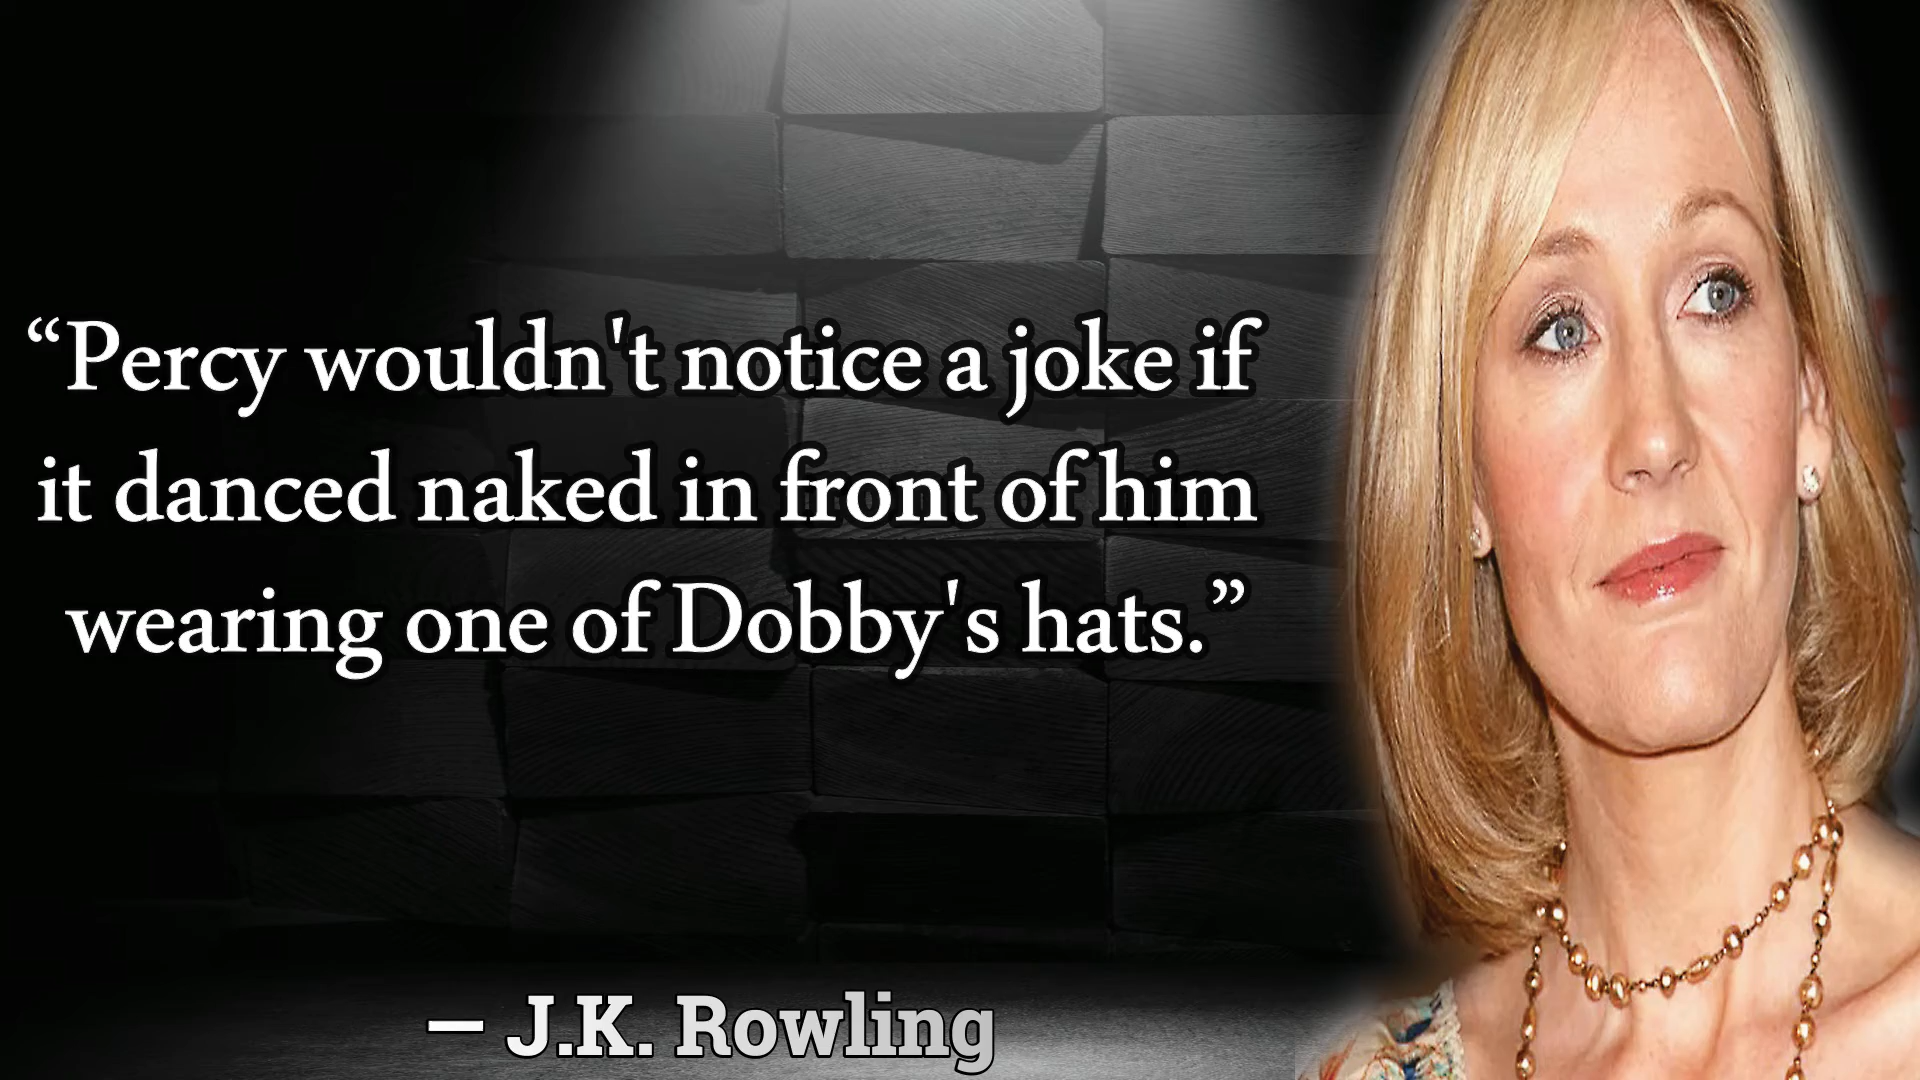 “Percy wouldn't notice a joke if
it danced naked in front of him
wearing one of Dobby's hats.”
– J.K. Rowling